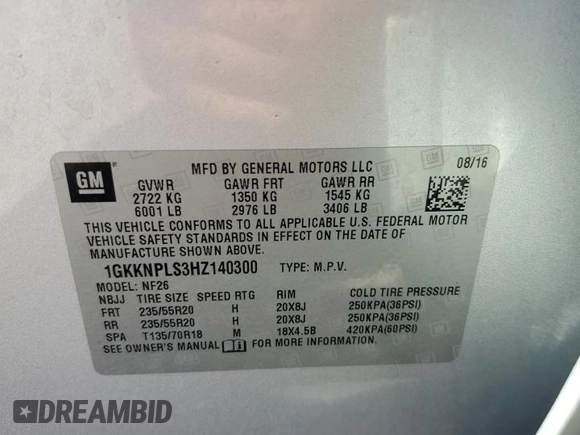 GM
MFD BY GENERAL MOTORS LLC 08/16
GVWR GAWR FRT GAWR RR
2722 KG 1350 KG 1545 KG
6001 LB 2976 LB 3406 LB
THIS VEHICLE CONFORMS TO ALL APPLICABLE U.S. FEDERAL MOTOR
VEHICLE SAFETY STANDARDS IN EFFECT ON THE DATE OF
MANUFACTURE SHOWN ABOVE.
1GKKNPLS3HZ140300 TYPE: M.P.V.
MODEL: NF26
NBJJ TIRE SIZE SPEED RTG RIM COLD TIRE PRESSURE
FRT 235/55R20 H 20X8J 250KPA(36PSI)
RR 235/55R20 H 20X8J 250KPA(36PSI)
SPA T135/70R18 M 18X4.5B 420KPA(60PSI)
SEE OWNER'S MANUAL FOR MORE INFORMATION
DREAMBID